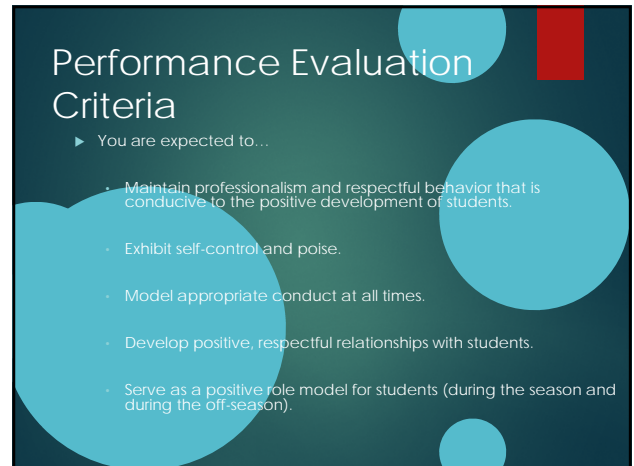 Performance Evaluation
Criteria
You are expected to…
Maintain professionalism and respectful behavior that is
conducive to the positive development of students.
Exhibit self-control and poise.
Model appropriate conduct at all times.
Develop positive, respectful relationships with students.
Serve as a positive role model for students (during the season and
during the off-season).